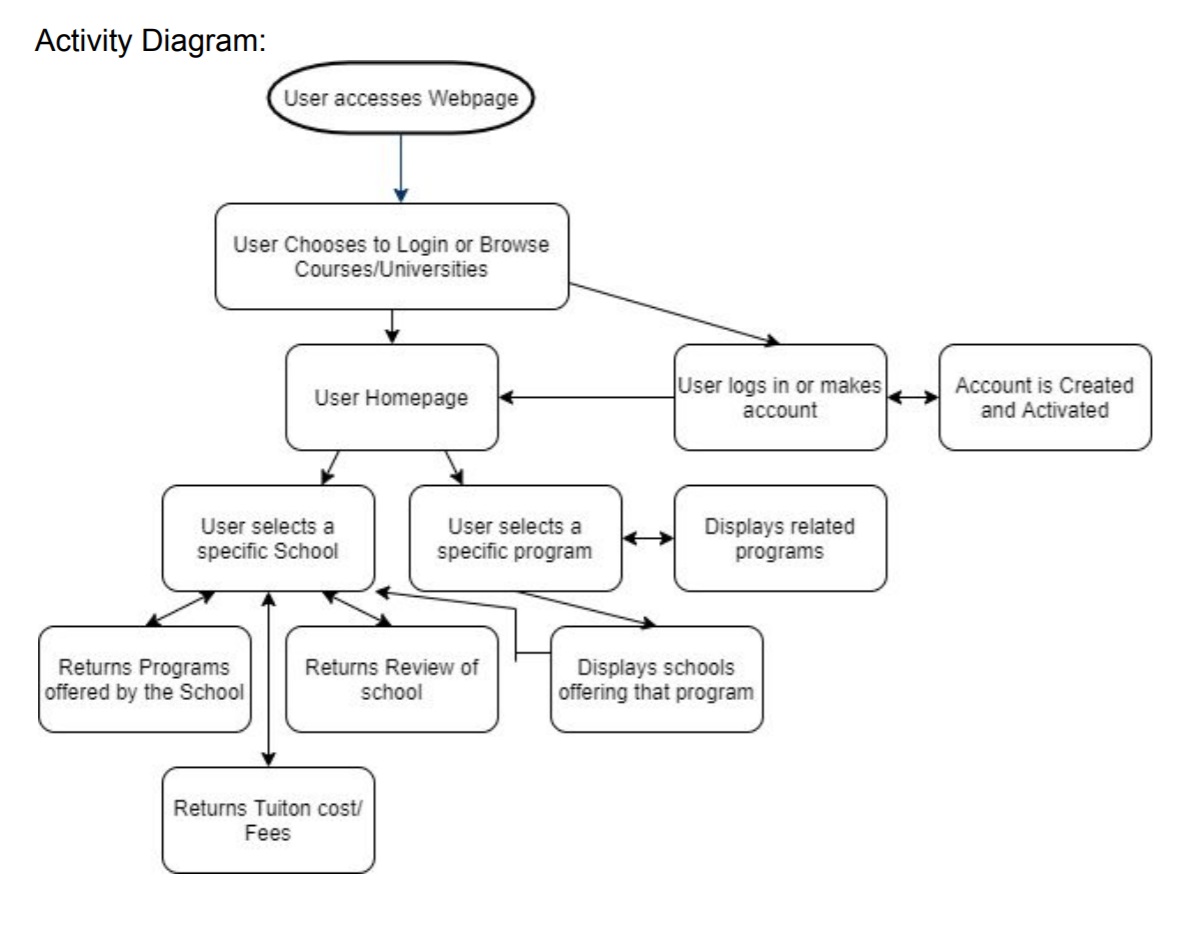 Activity Diagram:
User accesses Webpage
User Chooses to Login or Browse
Courses/Universities
User Homepage
User logs in or makes
account
Account is Created
and Activated
User selects a
specific School
User selects a
specific program
Displays related
programs
Returns Programs
offered by the School
Returns Review of
school
Displays schools
offering that program
Returns Tuiton cost/
Fees